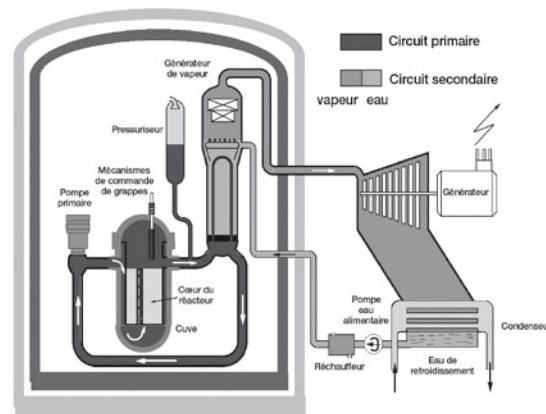 Circuit primaire
Circuit secondaire
vapeur eau
Générateur
de vapeur
Pressuriseur
Mécanismes
de commande
de grappes
Pompe
primaire
Générateur
Cœur du
réacteur
Cuve
Pompe
eau
alimentaire
Condenseu
Réchauffeur
Eau de
refroidissement